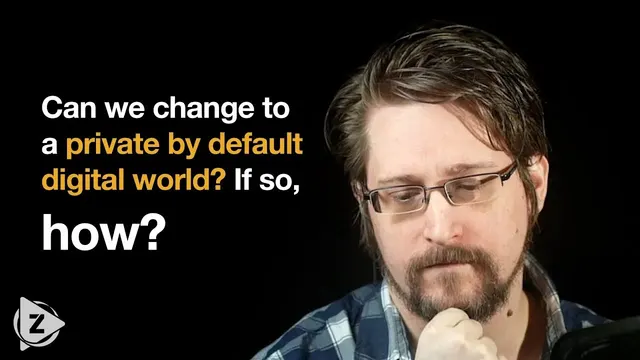 Can we change to
a private by default
digital world? If so,
how?
Z